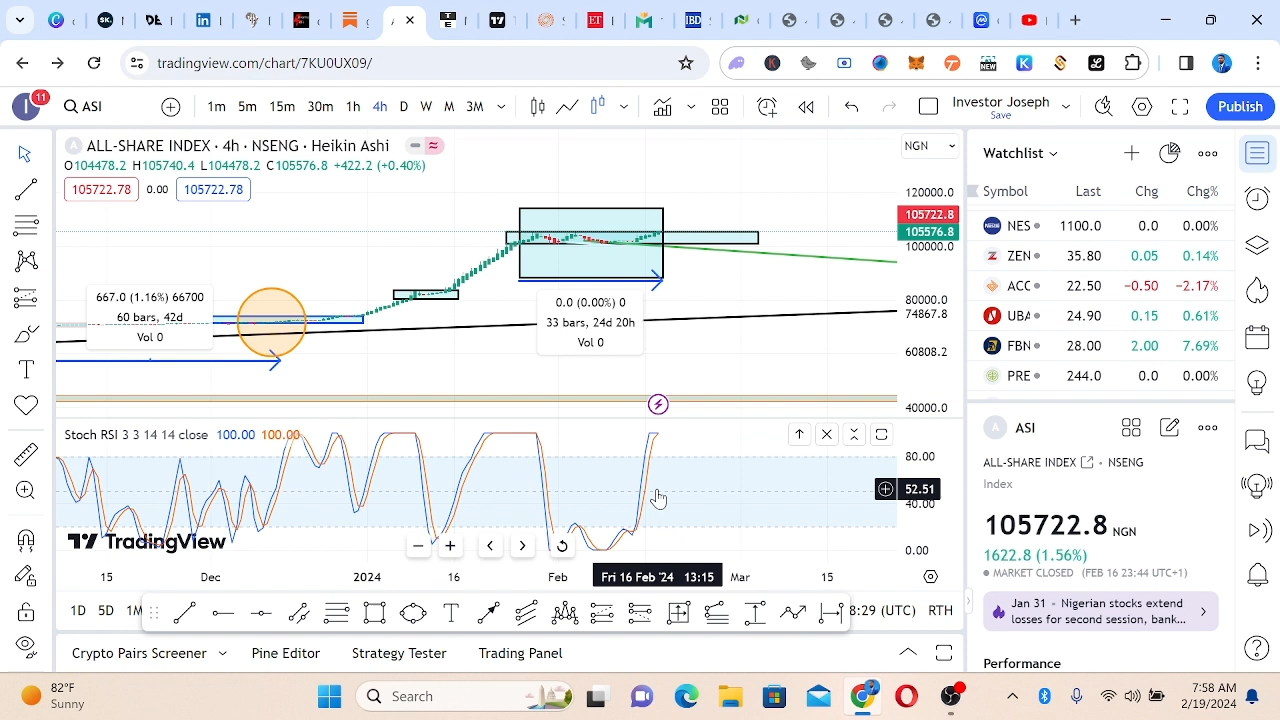 tradingview.com/chart/7KU0UX09/
11
ASI
1m 5m 15m 30m 1h 4h D W M 3M
Investor Joseph
Save
Publish
ALL-SHARE INDEX · 4h · NSENG · Heikin Ashi
O104478.2 H105740.4 L104478.2 C105576.8 +422.2 (+0.40%)
105722.78 0.00 105722.78
NGN
120000.0
105722.8
105576.8
100000.0
80000.0
74867.8
60808.2
40000.0
667.0 (1.16%) 66700
60 bars, 42d
Vol 0
0.0 (0.00%) 0
33 bars, 24d 20h
Vol 0
Stoch RSI 3 3 14 14 close 100.00 100.00
80.00
52.51
40.00
0.00
TradingView
15 Dec 2024 16 Feb Fri 16 Feb '24 13:15 Mar 15
1D 5D 1M
8:29 (UTC) RTH
Crypto Pairs Screener Pine Editor Strategy Tester Trading Panel
Watchlist
Symbol Last Chg Chg%
NES 1100.0 0.0 0.00%
ZEN 35.80 0.05 0.14%
ACC 22.50 −0.50 −2.17%
UBA 24.90 0.15 0.61%
FBN 28.00 2.00 7.69%
PRE 244.0 0.0 0.00%
ASI
ALL-SHARE INDEX · NSENG
Index
105722.8 NGN
1622.8 (1.56%)
MARKET CLOSED (FEB 16 23:44 UTC+1)
Jan 31 · Nigerian stocks extend
losses for second session, bank...
Performance
82°F
Sunny
Search
7:58 AM
2/19/2024